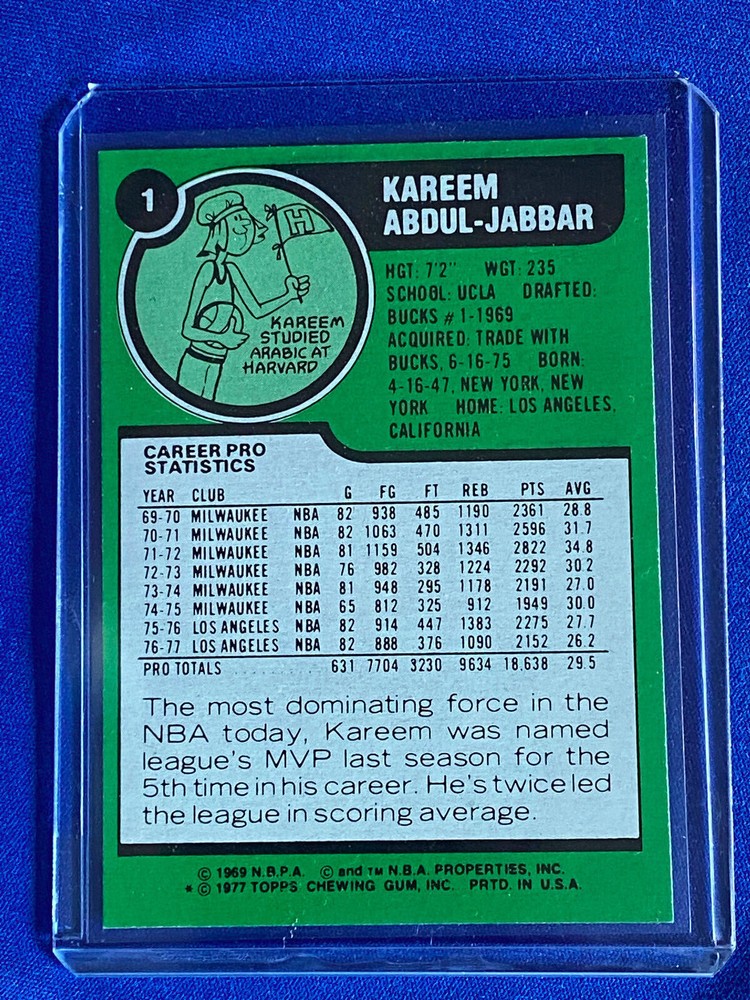 1
KAREEM
ABDUL-JABBAR
H
KAREEM
STUDIED
ARABIC AT
HARVARD
HGT: 7'2" WGT: 235
SCHOOL: UCLA DRAFTED:
BUCKS #1-1969
ACQUIRED: TRADE WITH
BUCKS, 6-16-75 BORN:
4-16-47, NEW YORK, NEW
YORK HOME: LOS ANGELES,
CALIFORNIA
CAREER PRO
STATISTICS
YEAR CLUB G FG FT REB PTS AVG
69-70 MILWAUKEE NBA 82 938 485 1190 2361 28.8
70-71 MILWAUKEE NBA 82 1063 470 1311 2596 31.7
71-72 MILWAUKEE NBA 81 1159 504 1346 2822 34.8
72-73 MILWAUKEE NBA 76 982 328 1224 2292 30.2
73-74 MILWAUKEE NBA 81 948 295 1178 2191 27.0
74-75 MILWAUKEE NBA 65 812 325 912 1949 30.0
75-76 LOS ANGELES NBA 82 914 447 1383 2275 27.7
76-77 LOS ANGELES NBA 82 888 376 1090 2152 26.2
PRO TOTALS .......... 631 7704 3230 9634 18,638 29.5
The most dominating force in the
NBA today, Kareem was named
league's MVP last season for the
5th time in his career. He's twice led
the league in scoring average.
© 1969 N.B.P.A. © and TM N.B.A. PROPERTIES, INC.
* © 1977 TOPPS CHEWING GUM, INC. PRTD. IN U.S.A.